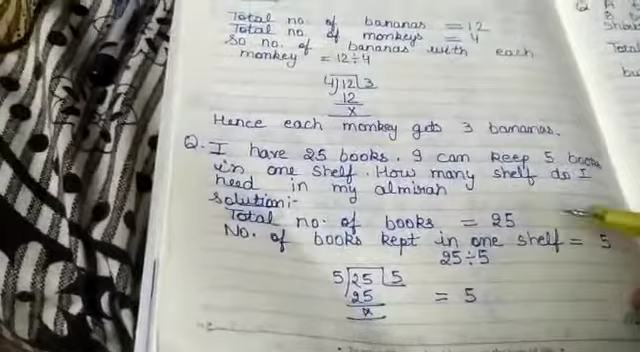 Total no. of bananas = 12
Total no. of monkeys = 4
So no. of bananas with each
monkey = 12÷4
4)12(3
12
x
Hence each monkey gets 3 bananas.
Q. I have 25 books. I can keep 5 books
in one shelf. How many shelf do I
need in my almirah
Solution:-
Total no. of books = 25
No. of books kept in one shelf = 5
25÷5
5)25(5
25 = 5
x
Total